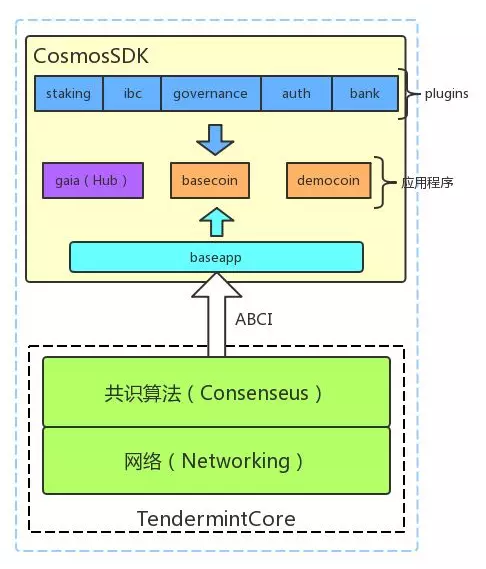 CosmosSDK
staking ibc governance auth bank plugins
gaia（Hub） basecoin democoin 应用程序
baseapp
ABCI
共识算法（Consenseus）
网络（Networking）
TendermintCore